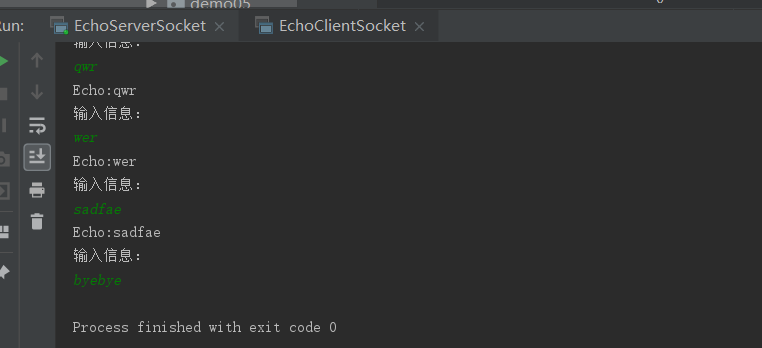 demo05
Run: EchoServerSocket × EchoClientSocket ×
输入信息：
qwr
Echo:qwr
输入信息：
wer
Echo:wer
输入信息：
sadfae
Echo:sadfae
输入信息：
byebye
Process finished with exit code 0